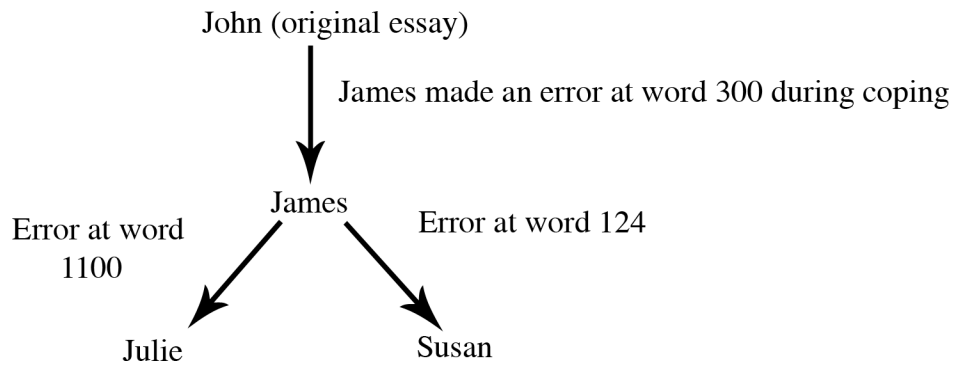 John (original essay)
James made an error at word 300 during coping
James
Error at word
1100
Error at word 124
Julie
Susan